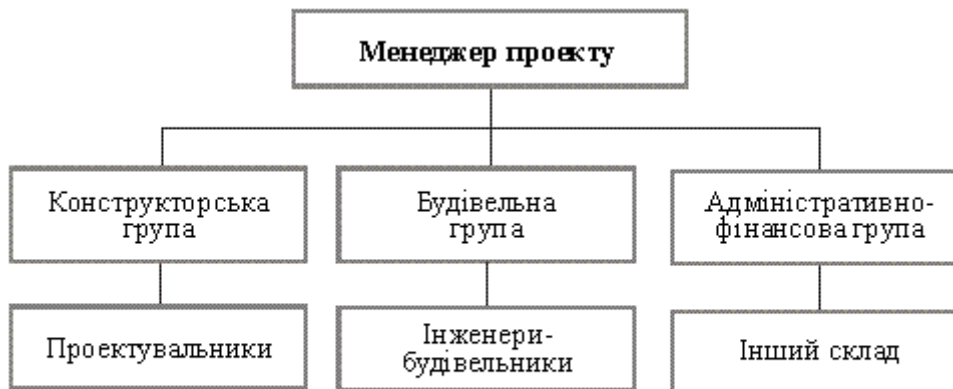 Менеджер проекту
Конструкторська
група
Будівельна
група
Адміністративно-
фінансова група
Проектувальники
Інженери-
будівельники
Інший склад